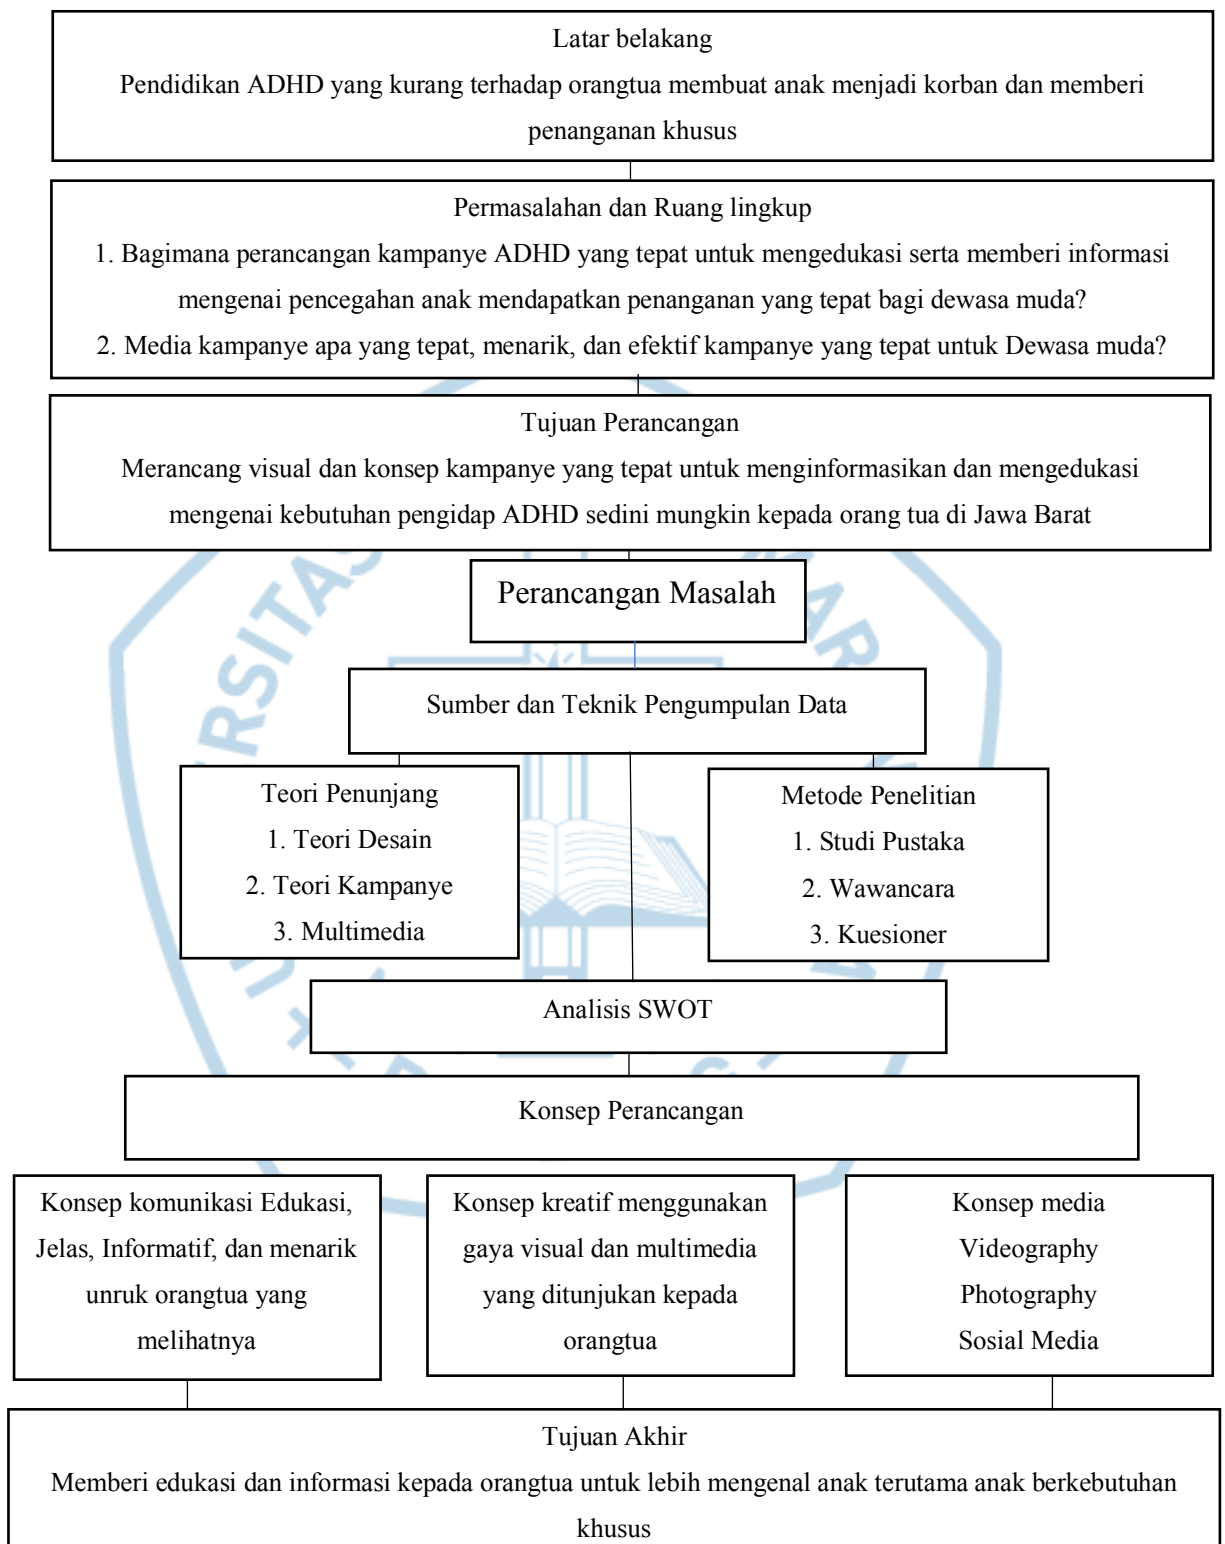 Latar belakang
Pendidikan ADHD yang kurang terhadap orangtua membuat anak menjadi korban dan memberi
penanganan khusus
Permasalahan dan Ruang lingkup
1. Bagimana perancangan kampanye ADHD yang tepat untuk mengedukasi serta memberi informasi
mengenai pencegahan anak mendapatkan penanganan yang tepat bagi dewasa muda?
2. Media kampanye apa yang tepat, menarik, dan efektif kampanye yang tepat untuk Dewasa muda?
Tujuan Perancangan
Merancang visual dan konsep kampanye yang tepat untuk menginformasikan dan mengedukasi
mengenai kebutuhan pengidap ADHD sedini mungkin kepada orang tua di Jawa Barat
Perancangan Masalah
Sumber dan Teknik Pengumpulan Data
Teori Penunjang
1. Teori Desain
2. Teori Kampanye
3. Multimedia
Metode Penelitian
1. Studi Pustaka
2. Wawancara
3. Kuesioner
Analisis SWOT
Konsep Perancangan
Konsep komunikasi Edukasi,
Jelas, Informatif, dan menarik
unruk orangtua yang
melihatnya
Konsep kreatif menggunakan
gaya visual dan multimedia
yang ditunjukan kepada
orangtua
Konsep media
Videography
Photography
Sosial Media
Tujuan Akhir
Memberi edukasi dan informasi kepada orangtua untuk lebih mengenal anak terutama anak berkebutuhan
khusus